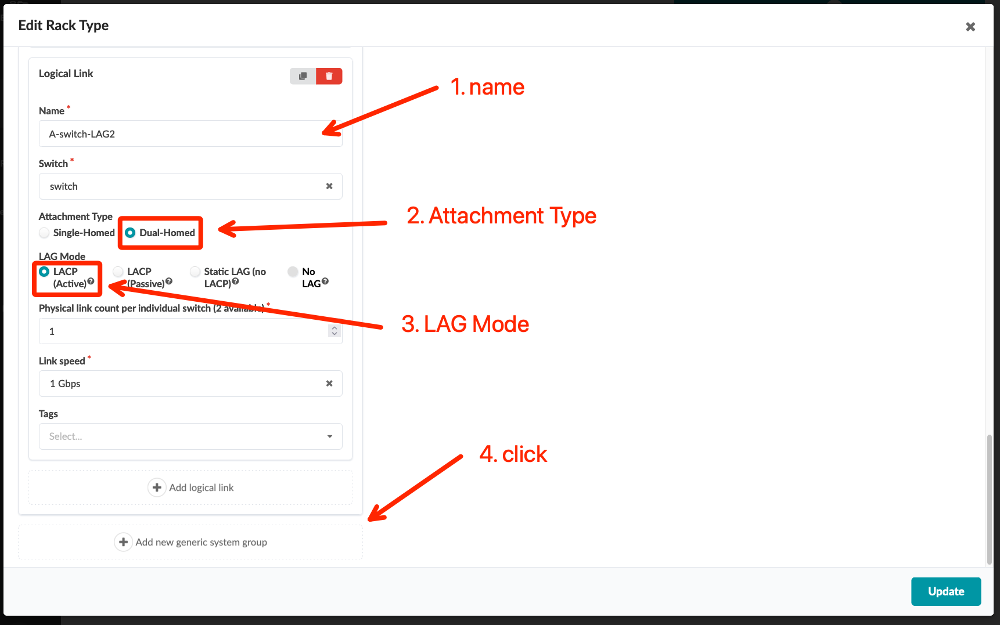 Edit Rack Type
Logical Link
1. name
Name *
A-switch-LAG2
Switch *
switch
2. Attachment Type
Attachment Type
Single-Homed
Dual-Homed
LAG Mode
LACP (Active)
LACP (Passive)
Static LAG (no LACP)
No LAG
Physical link count per individual switch (2 available) *
3. LAG Mode
1
Link speed *
1 Gbps
Tags
Select...
4. click
Add logical link
Add new generic system group
Update